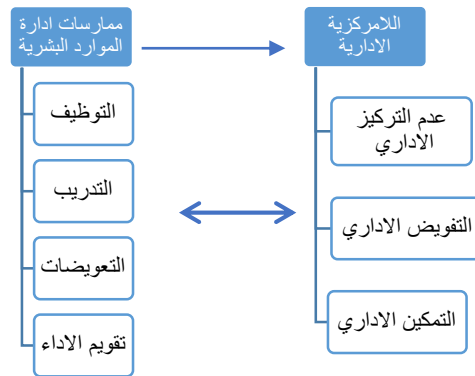 اللامركزية
الادارية
عدم التركيز
الاداري
التفويض الاداري
التمكين الاداري
ممارسات ادارة
الموارد البشرية
التوظيف
التدريب
التعويضات
تقويم الاداء